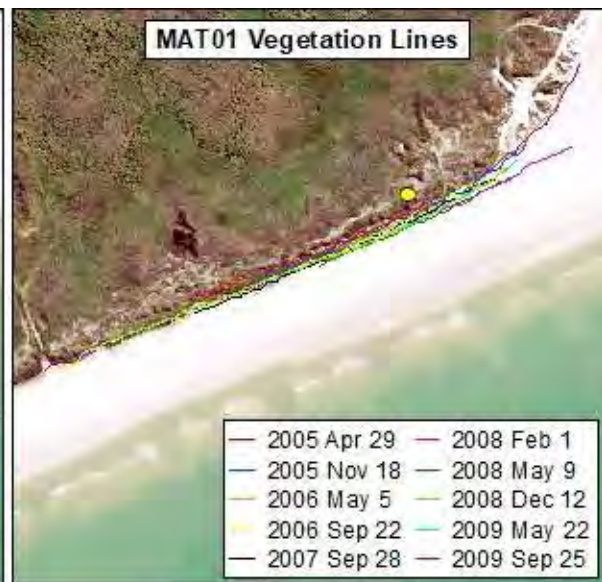 MAT01 Vegetation Lines
2005 Apr 29
2005 Nov 18
2006 May 5
2006 Sep 22
2007 Sep 28
2008 Feb 1
2008 May 9
2008 Dec 12
2009 May 22
2009 Sep 25